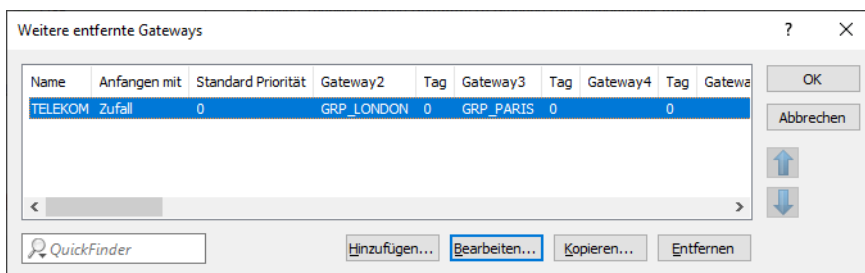 Weitere entfernte Gateways ?
Name Anfangen mit Standard Priorität Gateway2 Tag Gateway3 Tag Gateway4 Tag Gatewa
TELEKOM Zufall 0 GRP_LONDON 0 GRP_PARIS 0 0
OK
Abbrechen
QuickFinder Hinzufügen... Bearbeiten... Kopieren... Entfernen